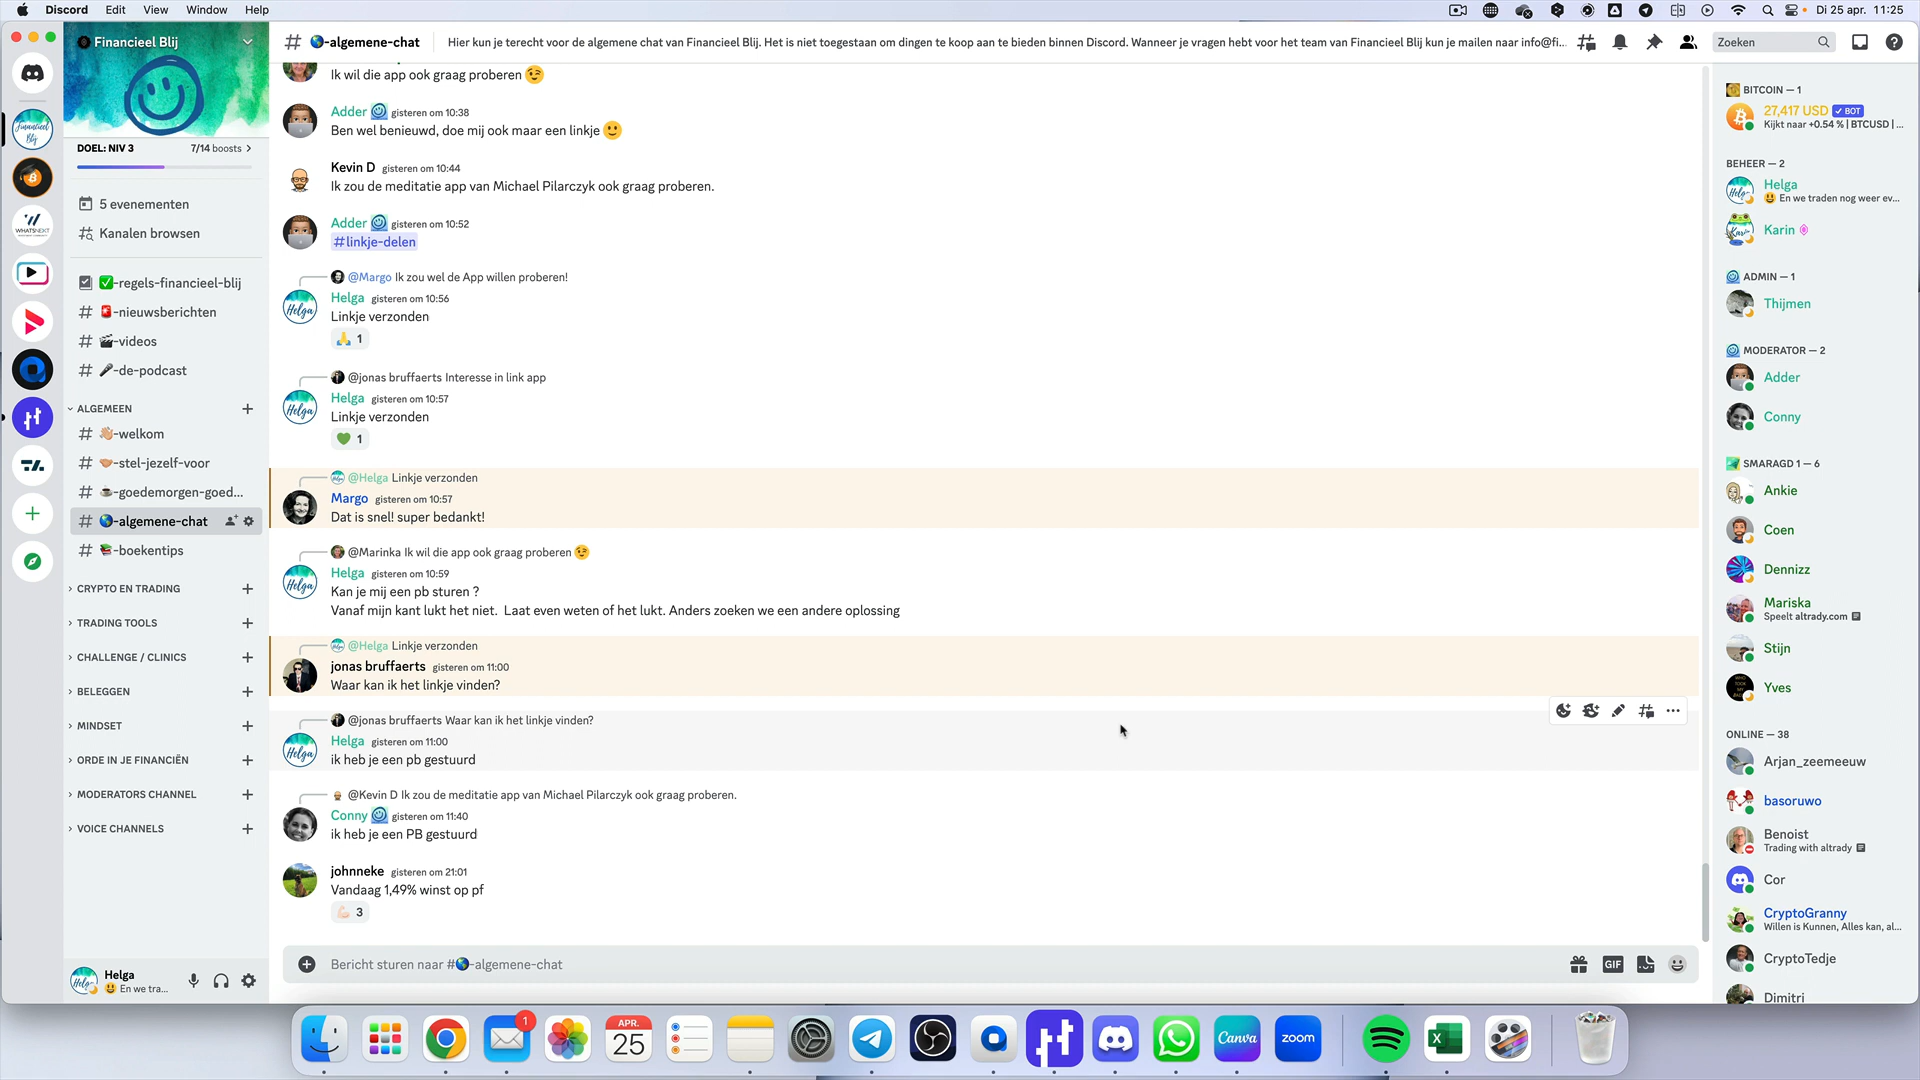 Discord Edit View Window Help
Di 25 apr. 11:25
Financieel Blij
-algemene-chat
Hier kun je terecht voor de algemene chat van Financieel Blij. Het is niet toegestaan om dingen te koop aan te bieden binnen Discord. Wanneer je vragen hebt voor het team van Financieel Blij kun je mailen naar info@fi...
Zoeken
DOEL: NIV 3
7/14 boosts
5 evenementen
Kanalen browsen
-regels-financieel-blij
# -nieuwsberichten
# -videos
# -de-podcast
ALGEMEEN
# -welkom
# -stel-jezelf-voor
# -goedemorgen-goed...
# -algemene-chat
# -boekentips
CRYPTO EN TRADING
TRADING TOOLS
CHALLENGE / CLINICS
BELEGGEN
MINDSET
ORDE IN JE FINANCIËN
MODERATORS CHANNEL
VOICE CHANNELS
Helga
En we tra...
Financieel Blij
WHATSNEXT
Ik wil die app ook graag proberen
Adder gisteren om 10:38
Ben wel benieuwd, doe mij ook maar een linkje
Kevin D gisteren om 10:44
Ik zou de meditatie app van Michael Pilarczyk ook graag proberen.
Adder gisteren om 10:52
#linkje-delen
@Margo Ik zou wel de App willen proberen!
Helga gisteren om 10:56
Linkje verzonden
1
@jonas bruffaerts Interesse in link app
Helga gisteren om 10:57
Linkje verzonden
1
@Helga Linkje verzonden
Margo gisteren om 10:57
Dat is snel! super bedankt!
@Marinka Ik wil die app ook graag proberen
Helga gisteren om 10:59
Kan je mij een pb sturen ?
Vanaf mijn kant lukt het niet. Laat even weten of het lukt. Anders zoeken we een andere oplossing
@Helga Linkje verzonden
jonas bruffaerts gisteren om 11:00
Waar kan ik het linkje vinden?
@jonas bruffaerts Waar kan ik het linkje vinden?
Helga gisteren om 11:00
ik heb je een pb gestuurd
@Kevin D Ik zou de meditatie app van Michael Pilarczyk ook graag proberen.
Conny gisteren om 11:40
ik heb je een PB gestuurd
johnneke gisteren om 21:01
Vandaag 1,49% winst op pf
3
Bericht sturen naar #-algemene-chat
GIF
BITCOIN — 1
27,417 USD BOT
Kijkt naar +0.54 % | BTCUSD | ...
BEHEER — 2
Helga
En we traden nog weer ev...
Karin
ADMIN — 1
Thijmen
MODERATOR — 2
Adder
Conny
SMARAGD 1 — 6
Ankie
Coen
Dennizz
Mariska
Speelt altrady.com
Stijn
Yves
ONLINE — 38
Arjan_zeemeeuw
basoruwo
Benoist
Trading with altrady
Cor
CryptoGranny
Willen is Kunnen, Alles kan, al...
CryptoTedje
Dimitri
1
APR.
25
Canva
zoom